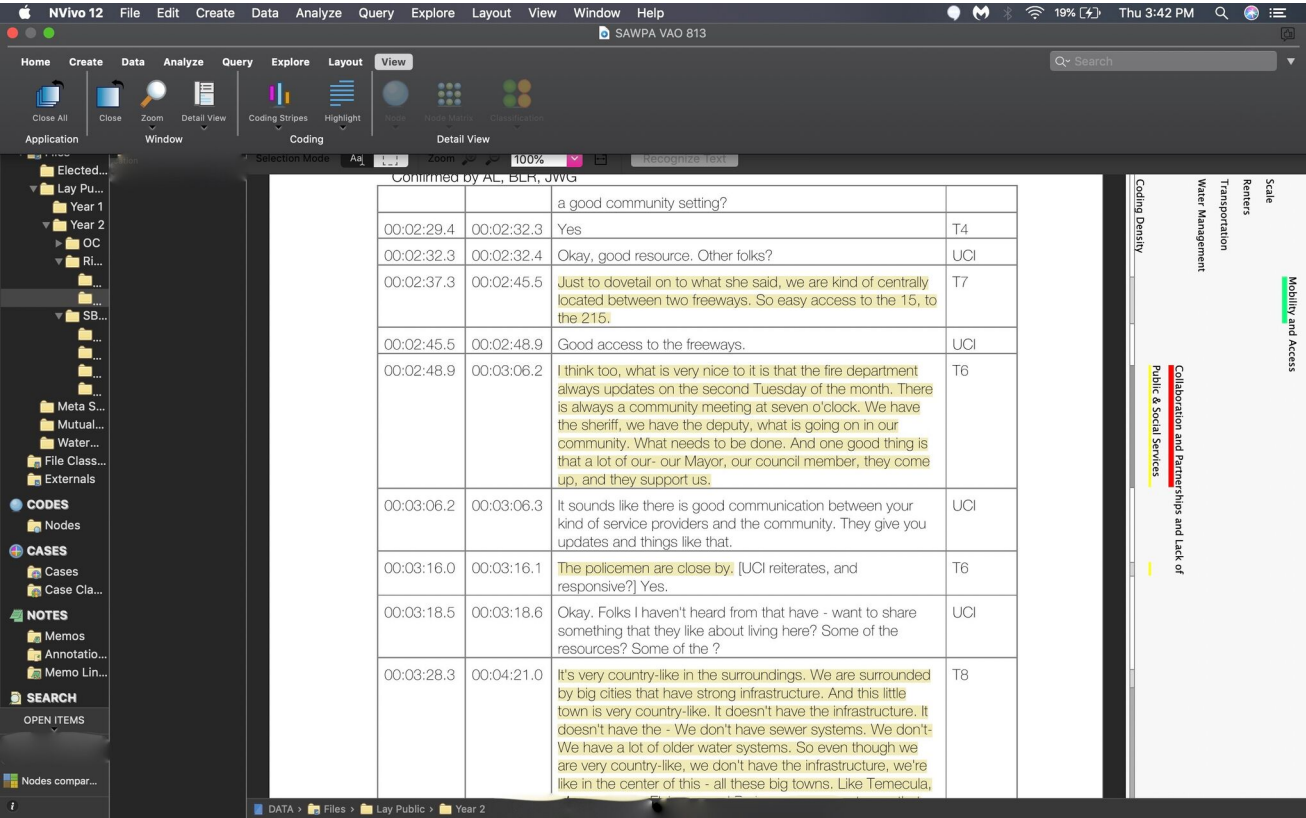 NVivo 12 File Edit Create Data Analyze Query Explore Layout View Window Help
19% Thu 3:42 PM
SAWPA VAO 813
Home Create Data Analyze Query Explore Layout View
Search
Close All Close Zoom Detail View Coding Stripes Highlight Node Node Matrix Classification
Application Window Coding Detail View
Selection Mode Aa Zoom 100% Recognize Text
Files
Elected...
Lay Pu...
Year 1
Year 2
OC
Ri...
...
...
SB...
...
...
...
...
Meta S...
Mutual...
Water...
File Class...
Externals
CODES
Nodes
CASES
Cases
Case Cla...
NOTES
Memos
Annotatio...
Memo Lin...
SEARCH
OPEN ITEMS
Nodes compar...
Confirmed by AL, BLR, JWG
a good community setting?
00:02:29.4 00:02:32.3 Yes T4
00:02:32.3 00:02:32.4 Okay, good resource. Other folks? UCI
00:02:37.3 00:02:45.5 Just to dovetail on to what she said, we are kind of centrally T7
located between two freeways. So easy access to the 15, to
the 215.
00:02:45.5 00:02:48.9 Good access to the freeways. UCI
00:02:48.9 00:03:06.2 I think too, what is very nice to it is that the fire department T6
always updates on the second Tuesday of the month. There
is always a community meeting at seven o'clock. We have
the sheriff, we have the deputy, what is going on in our
community. What needs to be done. And one good thing is
that a lot of our- our Mayor, our council member, they come
up, and they support us.
00:03:06.2 00:03:06.3 It sounds like there is good communication between your UCI
kind of service providers and the community. They give you
updates and things like that.
00:03:16.0 00:03:16.1 The policemen are close by. [UCI reiterates, and T6
responsive?] Yes.
00:03:18.5 00:03:18.6 Okay. Folks I haven't heard from that have - want to share UCI
something that they like about living here? Some of the
resources? Some of the ?
00:03:28.3 00:04:21.0 It's very country-like in the surroundings. We are surrounded T8
by big cities that have strong infrastructure. And this little
town is very country-like. It doesn't have the infrastructure. It
doesn't have the - We don't have sewer systems. We don't-
We have a lot of older water systems. So even though we
are very country-like, we don't have the infrastructure, we're
like in the center of this - all these big towns. Like Temecula,
Coding Density
Water Management
Transportation
Renters
Scale
Mobility and Access
Public & Social Services
Collaboration and Partnerships and Lack of
DATA › Files › Lay Public › Year 2